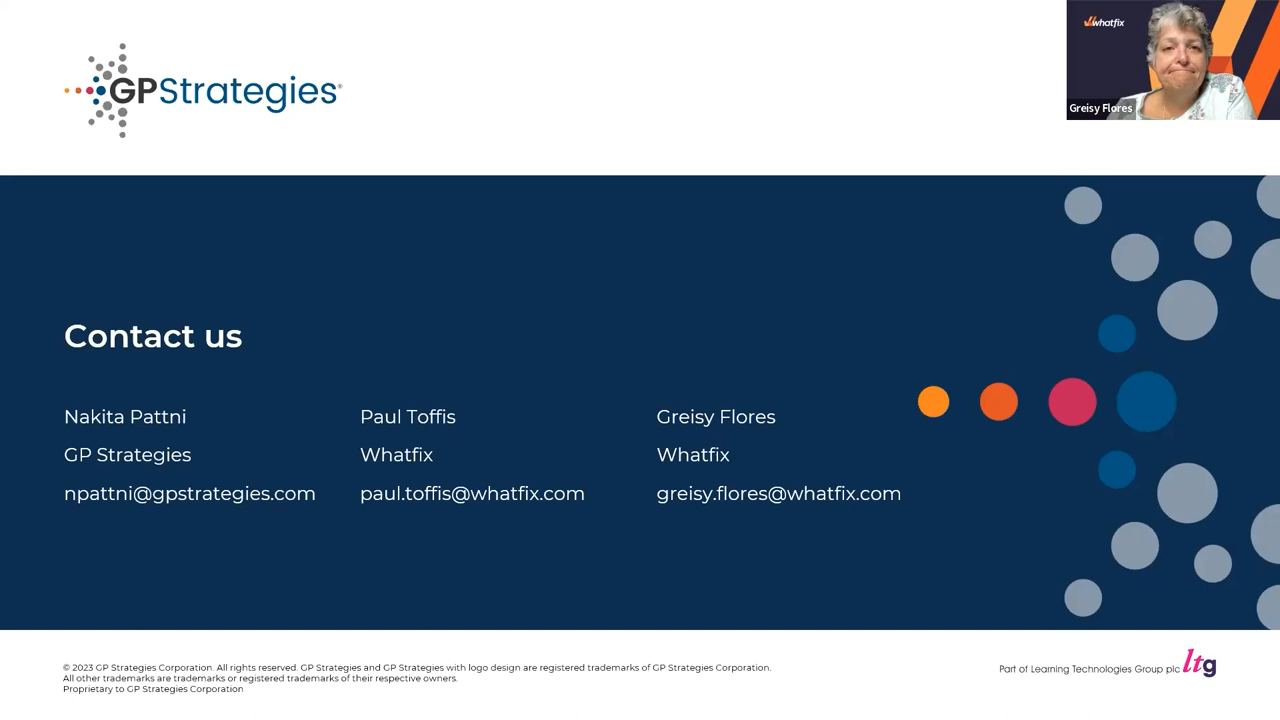 GPStrategies®
whatfix
Greisy Flores
Contact us
Nakita Pattni
GP Strategies
npattni@gpstrategies.com
Paul Toffis
Whatfix
paul.toffis@whatfix.com
Greisy Flores
Whatfix
greisy.flores@whatfix.com
© 2023 GP Strategies Corporation. All rights reserved. GP Strategies and GP Strategies with logo design are registered trademarks of GP Strategies Corporation.
All other trademarks are trademarks or registered trademarks of their respective owners.
Proprietary to GP Strategies Corporation
Part of Learning Technologies Group plc ltg